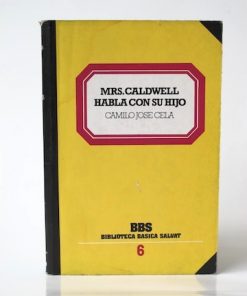 MRS. CALDWELL
HABLA CON SU HIJO
CAMILO JOSE CELA
BBS
BIBLIOTECA BASICA SALVAT
6